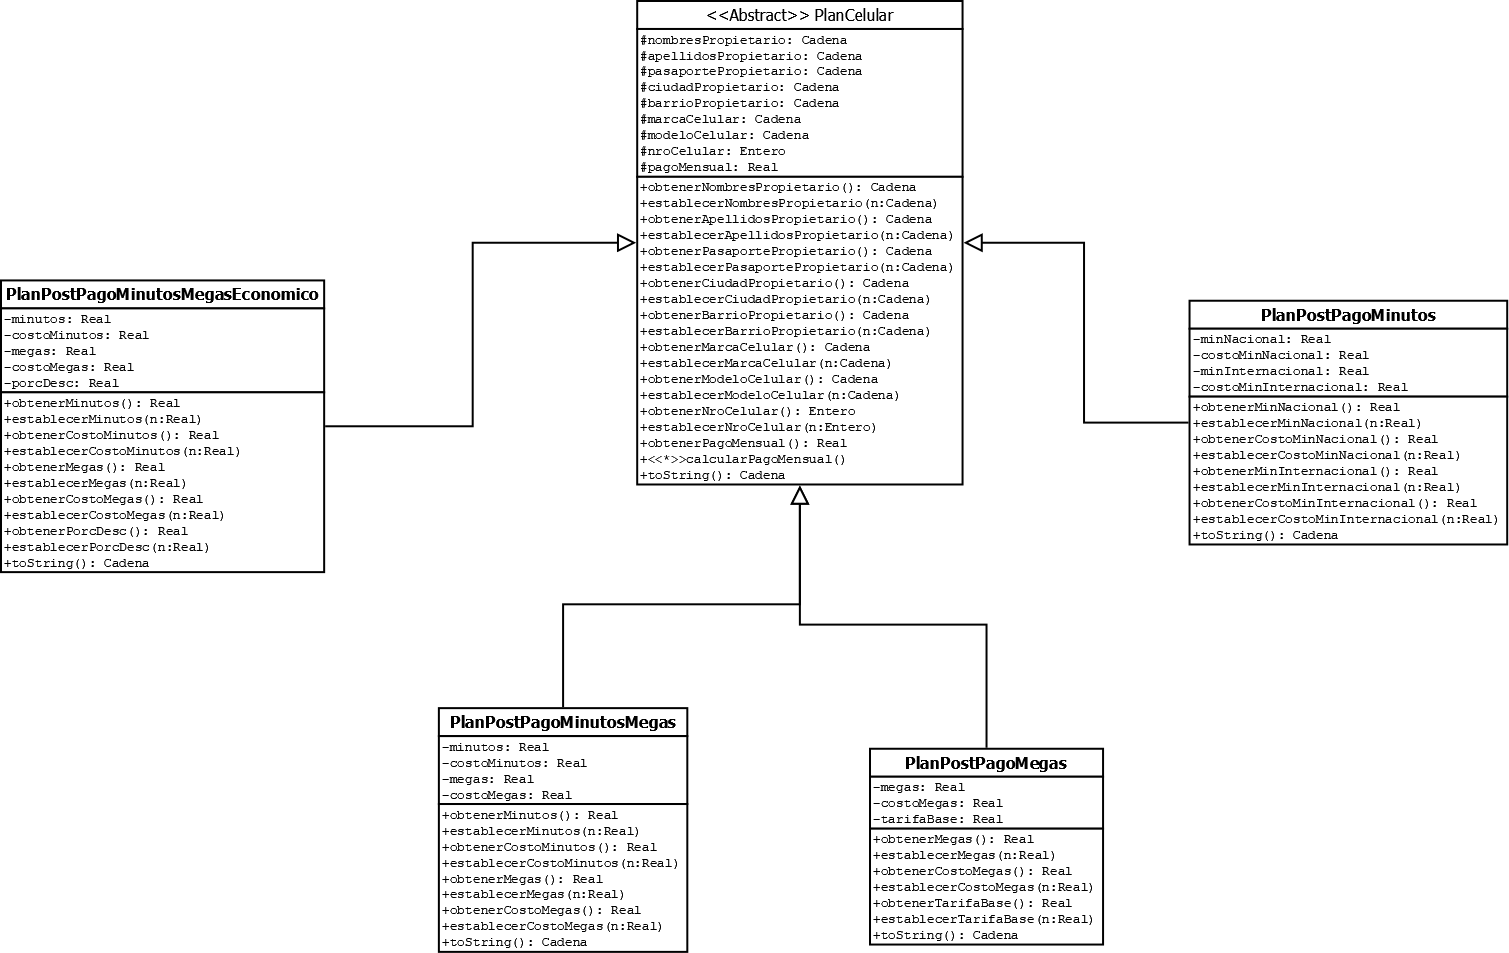 <<Abstract>> PlanCelular
#nombresPropietario: Cadena
#apellidosPropietario: Cadena
#pasaportePropietario: Cadena
#ciudadPropietario: Cadena
#barrioPropietario: Cadena
#marcaCelular: Cadena
#modeloCelular: Cadena
#nroCelular: Entero
#pagoMensual: Real
+obtenerNombresPropietario(): Cadena
+establecerNombresPropietario(n:Cadena)
+obtenerApellidosPropietario(): Cadena
+establecerApellidosPropietario(n:Cadena)
+obtenerPasaportePropietario(): Cadena
+establecerPasaportePropietario(n:Cadena)
+obtenerCiudadPropietario(): Cadena
+establecerCiudadPropietario(n:Cadena)
+obtenerBarrioPropietario(): Cadena
+establecerBarrioPropietario(n:Cadena)
+obtenerMarcaCelular(): Cadena
+establecerMarcaCelular(n:Cadena)
+obtenerModeloCelular(): Cadena
+establecerModeloCelular(n:Cadena)
+obtenerNroCelular(): Entero
+establecerNroCelular(n:Entero)
+obtenerPagoMensual(): Real
+<<*>>calcularPagoMensual()
+toString(): Cadena
PlanPostPagoMinutosMegasEconomico
-minutos: Real
-costoMinutos: Real
-megas: Real
-costoMegas: Real
-porcDesc: Real
+obtenerMinutos(): Real
+establecerMinutos(n:Real)
+obtenerCostoMinutos(): Real
+establecerCostoMinutos(n:Real)
+obtenerMegas(): Real
+establecerMegas(n:Real)
+obtenerCostoMegas(): Real
+establecerCostoMegas(n:Real)
+obtenerPorcDesc(): Real
+establecerPorcDesc(n:Real)
+toString(): Cadena
PlanPostPagoMinutos
-minNacional: Real
-costoMinNacional: Real
-minInternacional: Real
-costoMinInternacional: Real
+obtenerMinNacional(): Real
+establecerMinNacional(n:Real)
+obtenerCostoMinNacional(): Real
+establecerCostoMinNacional(n:Real)
+obtenerMinInternacional(): Real
+establecerMinInternacional(n:Real)
+obtenerCostoMinInternacional(): Real
+establecerCostoMinInternacional(n:Real)
+toString(): Cadena
PlanPostPagoMinutosMegas
-minutos: Real
-costoMinutos: Real
-megas: Real
-costoMegas: Real
+obtenerMinutos(): Real
+establecerMinutos(n:Real)
+obtenerCostoMinutos(): Real
+establecerCostoMinutos(n:Real)
+obtenerMegas(): Real
+establecerMegas(n:Real)
+obtenerCostoMegas(): Real
+establecerCostoMegas(n:Real)
+toString(): Cadena
PlanPostPagoMegas
-megas: Real
-costoMegas: Real
-tarifaBase: Real
+obtenerMegas(): Real
+establecerMegas(n:Real)
+obtenerCostoMegas(): Real
+establecerCostoMegas(n:Real)
+obtenerTarifaBase(): Real
+establecerTarifaBase(n:Real)
+toString(): Cadena